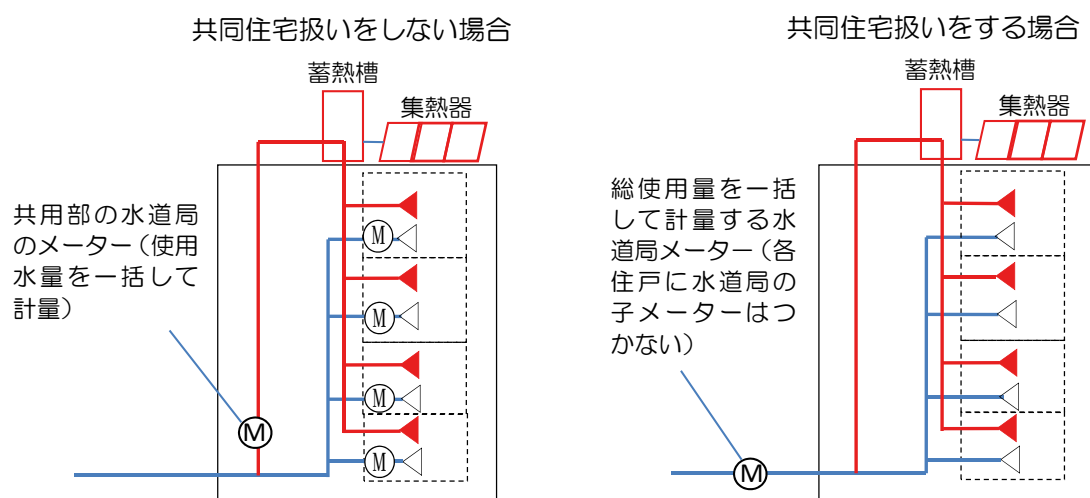 共同住宅扱いをしない場合
蓄熱槽
集熱器
共用部の水道局
のメーター（使用
水量を一括して
計量）
M
M
M
M
M
共同住宅扱いをする場合
蓄熱槽
集熱器
総使用量を一括
して計量する水
道局メーター（各
住戸に水道局の
子メーターはつ
かない）
M